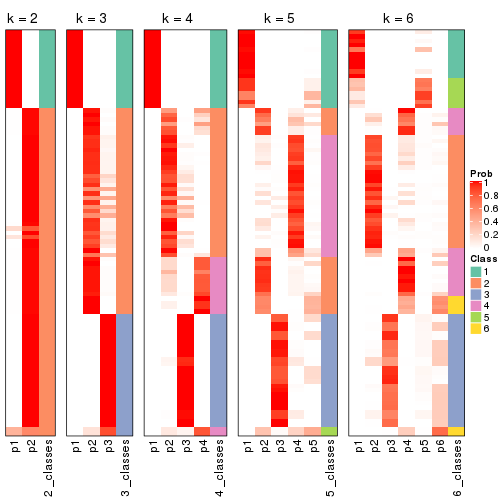 k = 2
k = 3
k = 4
k = 5
k = 6
Prob
1
0.8
0.6
0.4
0.2
0
Class
1
2
3
4
5
6
p1
p2
2_classes
p1
p2
p3
3_classes
p1
p2
p3
p4
4_classes
p1
p2
p3
p4
p5
5_classes
p1
p2
p3
p4
p5
p6
6_classes